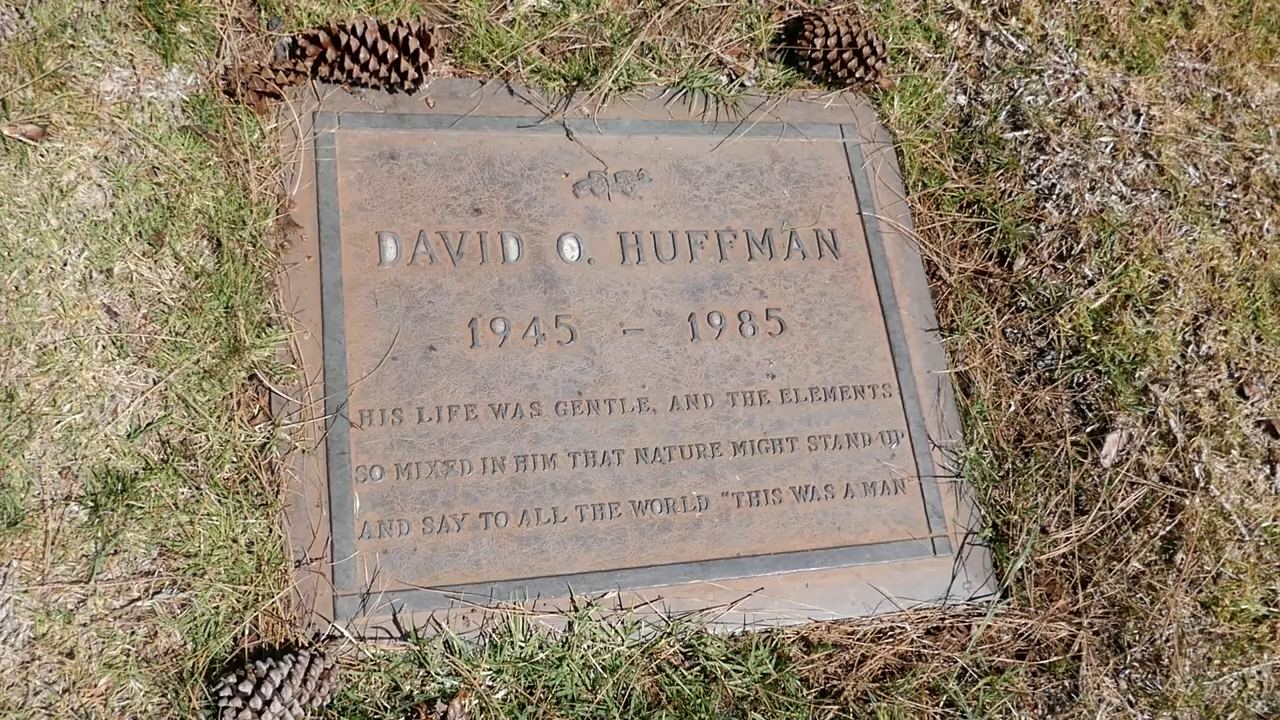 DAVID O. HUFFMAN
1945 – 1985
HIS LIFE WAS GENTLE, AND THE ELEMENTS
SO MIXED IN HIM THAT NATURE MIGHT STAND UP
AND SAY TO ALL THE WORLD "THIS WAS A MAN"